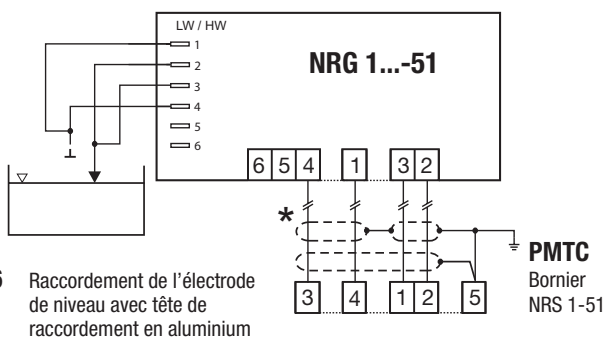 LW / HW
1
2
3
4
5
6
NRG 1...-51
6 5 4 1 3 2
*
3 4 1 2 5
PMTC
Bornier
NRS 1-51
Raccordement de l'électrode
de niveau avec tête de
raccordement en aluminium